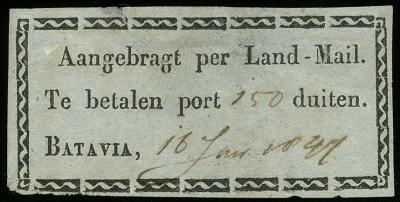 Aangebragt per Land-Mail.
Te betalen port 150 duiten.
BATAVIA, 16 Jan 1847